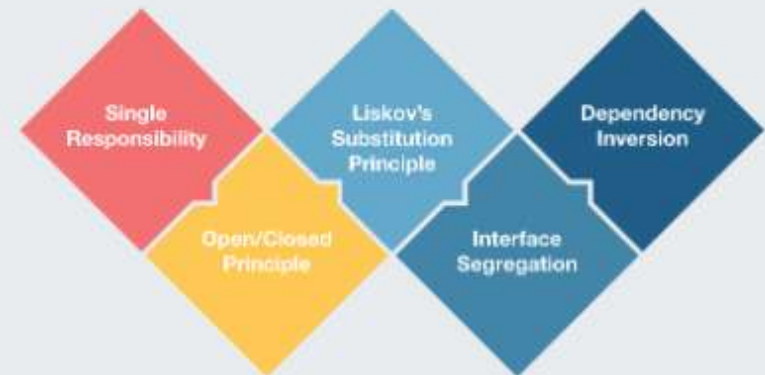 Single
Responsibility
Open/Closed
Principle
Liskov's
Substitution
Principle
Interface
Segregation
Dependency
Inversion